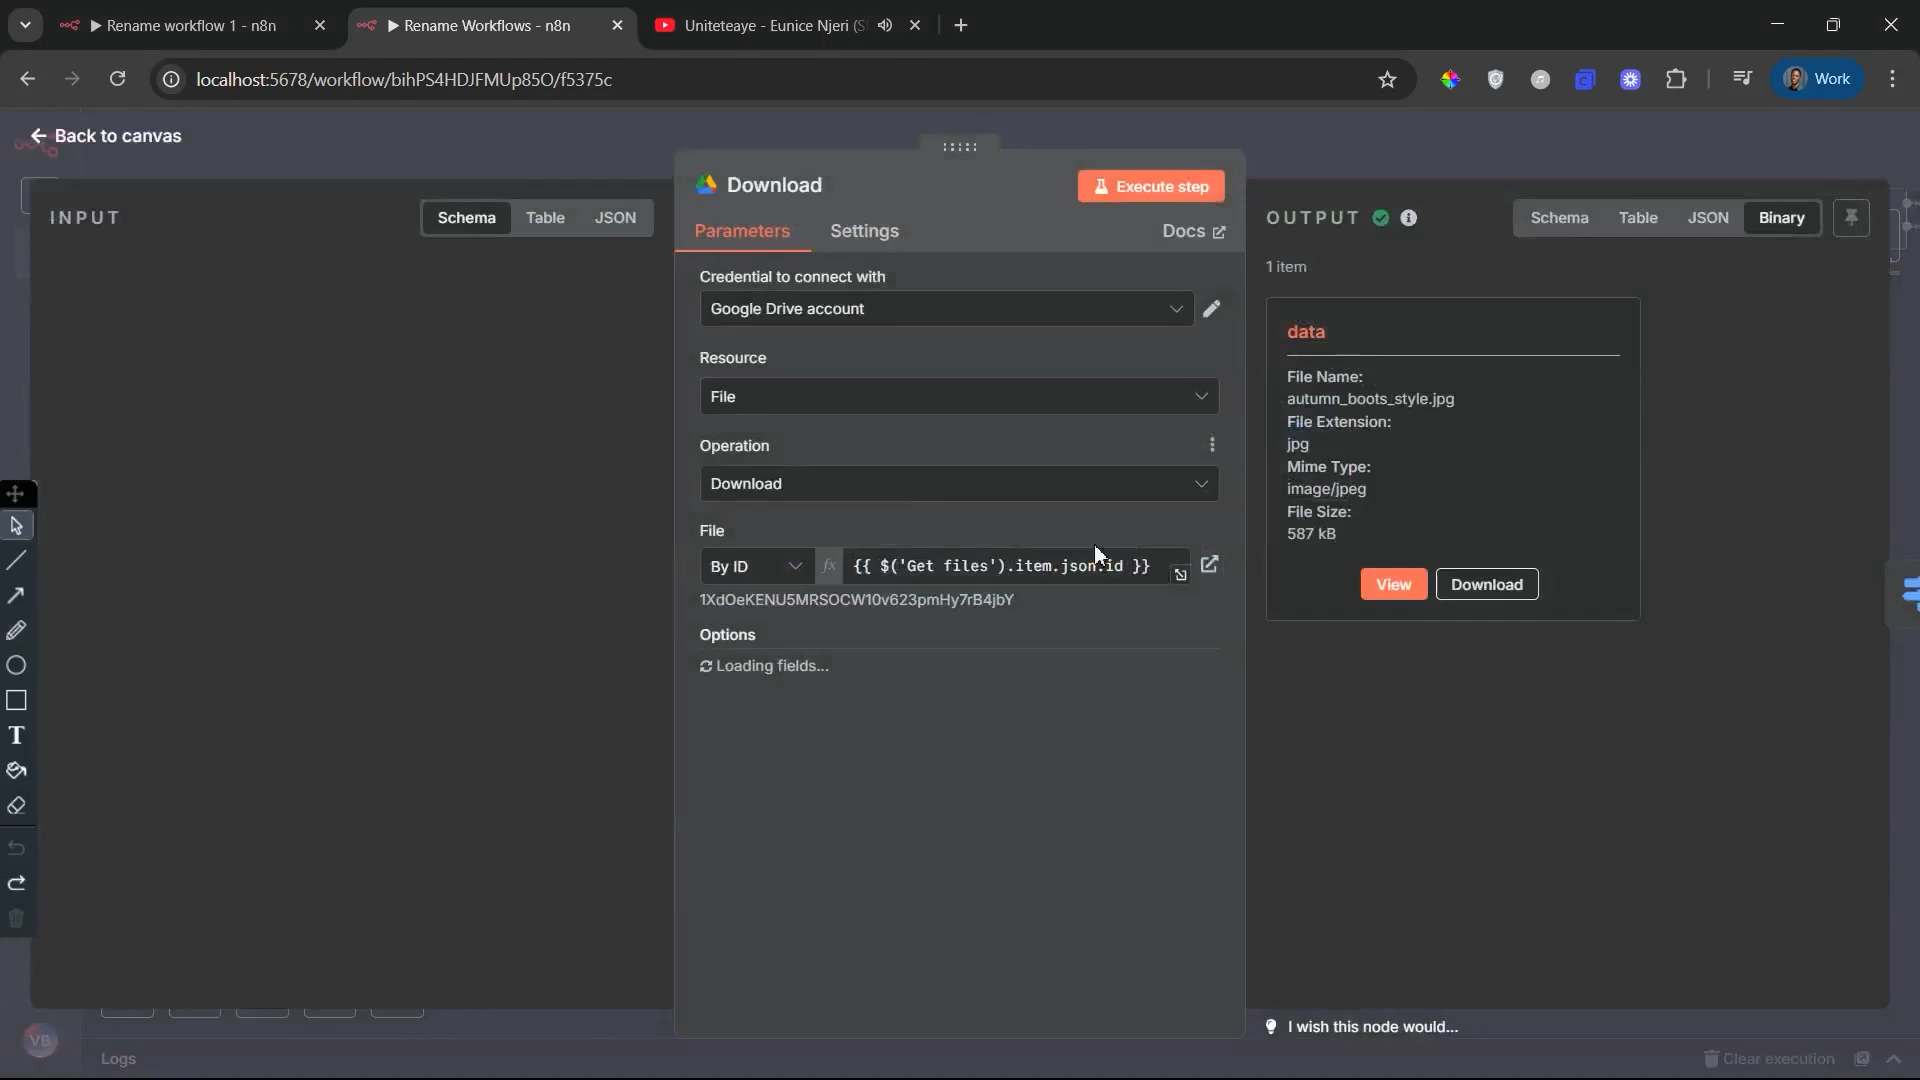 Rename workflow 1 - n8n
Rename Workflows - n8n
Uniteteaye - Eunice Njeri (S
localhost:5678/workflow/bihPS4HDJFMUp85O/f5375c
Work
Back to canvas
INPUT
Schema
Table
JSON
Download
Execute step
Parameters
Settings
Docs
Credential to connect with
Google Drive account
Resource
File
Operation
Download
File
By ID
fx
{{ $('Get files').item.json.id }}
1XdOeKENU5MRSOCW10v623pmHy7rB4jbY
Options
Loading fields...
OUTPUT
Schema
Table
JSON
Binary
1 item
data
File Name:
autumn_boots_style.jpg
File Extension:
jpg
Mime Type:
image/jpeg
File Size:
587 kB
View
Download
I wish this node would...
T
VB
Logs
Clear execution